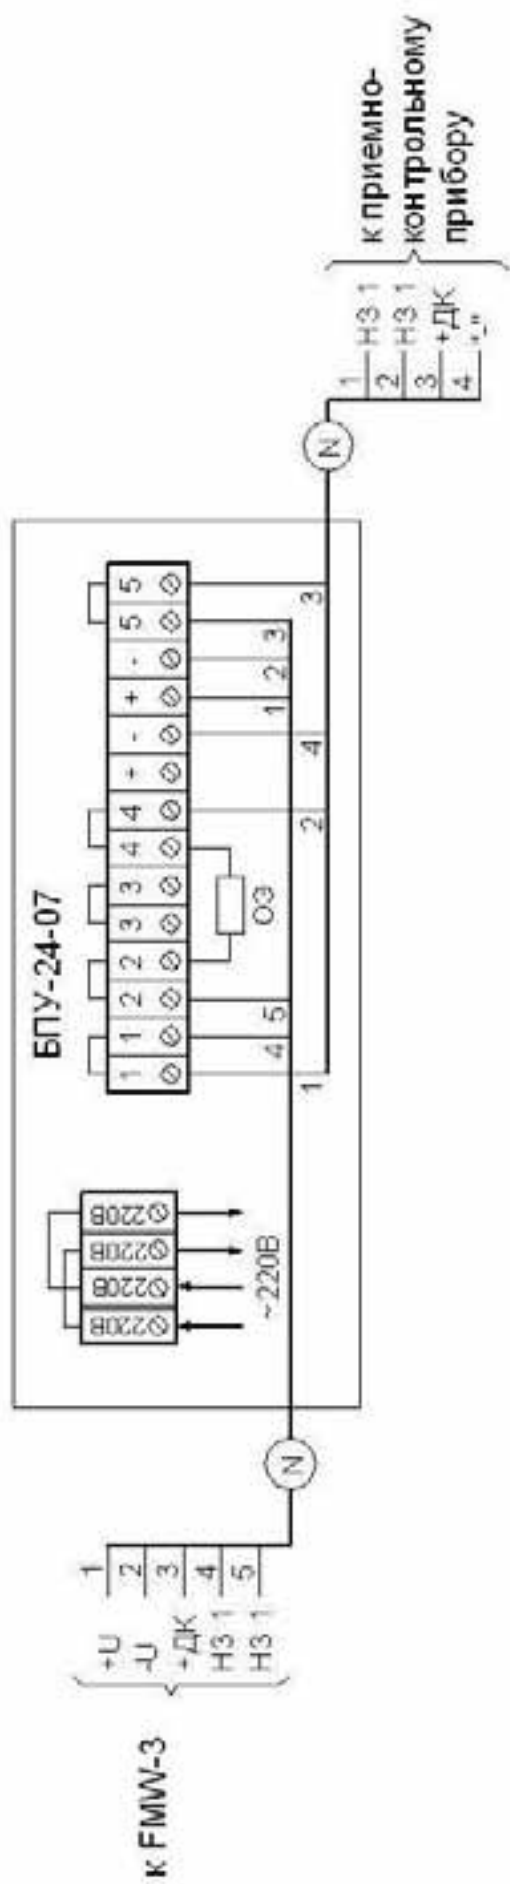 БПУ-24-07
220В 220В 220В 220В
1 1 2 2 3 3 4 4 + - + - 5 5
~220В
ОЭ
4 5 1 2 3
1 2 4 3
к FMW-3
+U 1
-U 2
+ДК 3
НЗ 1 4
НЗ 1 5
N
N
1 НЗ 1
2 НЗ 1
3 +ДК
4 "-"
к приемно-
контрольному
прибору